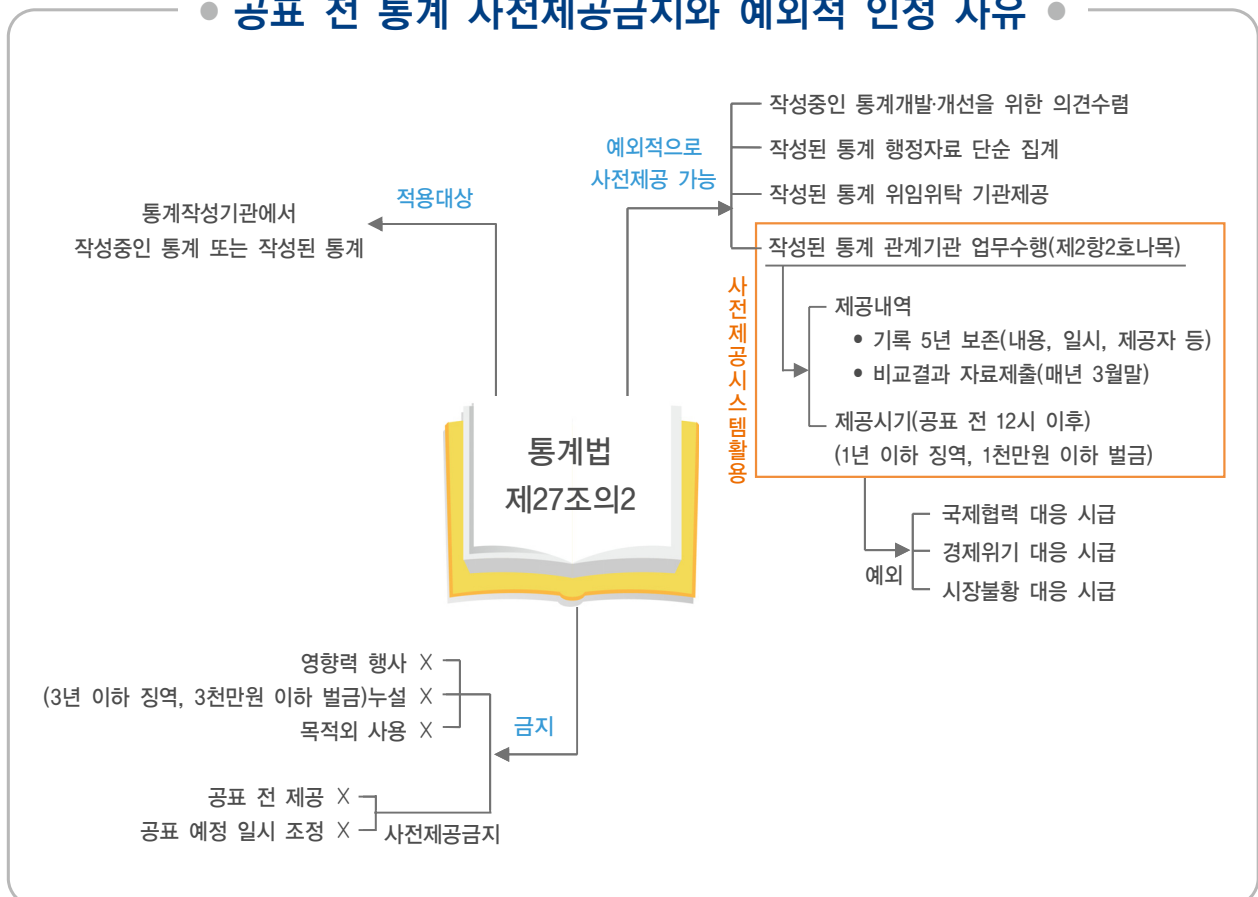 공표 전 통계 사전제공금지와 예외적 인정 사유
적용대상
통계작성기관에서
작성중인 통계 또는 작성된 통계
예외적으로
사전제공 가능
작성중인 통계개발·개선을 위한 의견수렴
작성된 통계 행정자료 단순 집계
작성된 통계 위임위탁 기관제공
작성된 통계 관계기관 업무수행(제2항2호나목)
사전제공시스템활용
제공내역
• 기록 5년 보존(내용, 일시, 제공자 등)
• 비교결과 자료제출(매년 3월말)
제공시기(공표 전 12시 이후)
(1년 이하 징역, 1천만원 이하 벌금)
예외
국제협력 대응 시급
경제위기 대응 시급
시장불황 대응 시급
통계법
제27조의2
금지
영향력 행사 X
(3년 이하 징역, 3천만원 이하 벌금)누설 X
목적외 사용 X
공표 전 제공 X
공표 예정 일시 조정 X
사전제공금지